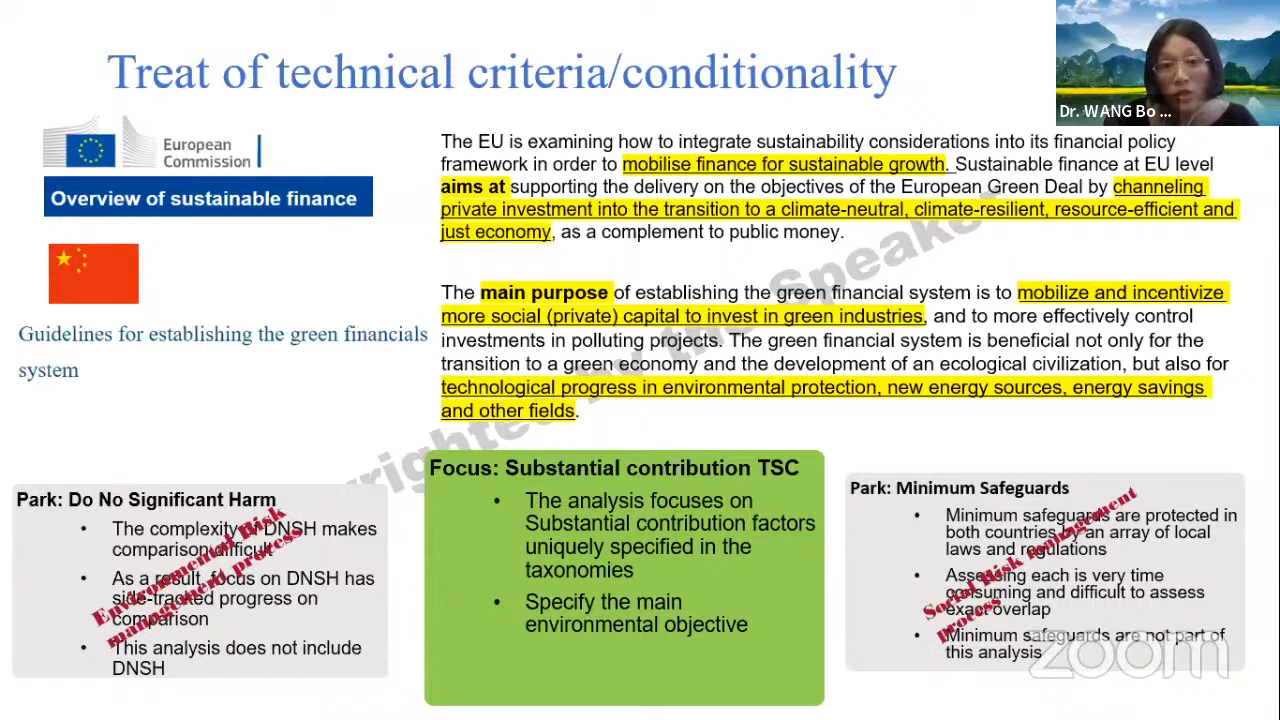 Treat of technical criteria/conditionality
Dr. WANG Bo ...
European
Commission
Overview of sustainable finance
The EU is examining how to integrate sustainability considerations into its financial policy
framework in order to mobilise finance for sustainable growth. Sustainable finance at EU level
aims at supporting the delivery on the objectives of the European Green Deal by channeling
private investment into the transition to a climate-neutral, climate-resilient, resource-efficient and
just economy, as a complement to public money.
Guidelines for establishing the green financials
system
The main purpose of establishing the green financial system is to mobilize and incentivize
more social (private) capital to invest in green industries, and to more effectively control
investments in polluting projects. The green financial system is beneficial not only for the
transition to a green economy and the development of an ecological civilization, but also for
technological progress in environmental protection, new energy sources, energy savings
and other fields.
by the Speaker
Park: Do No Significant Harm
• The complexity of DNSH makes
comparison difficult
• As a result, focus on DNSH has
side-tracked progress on
comparison
• This analysis does not include
DNSH
Environmental Risk
management progress
Focus: Substantial contribution TSC
• The analysis focuses on
Substantial contribution factors
uniquely specified in the
taxonomies
• Specify the main
environmental objective
Park: Minimum Safeguards
• Minimum safeguards are protected in
both countries by an array of local
laws and regulations
• Assessing each is very time
consuming and difficult to assess
exact overlap
• Minimum safeguards are not part of
this analysis
Social Risk management
process
zoom